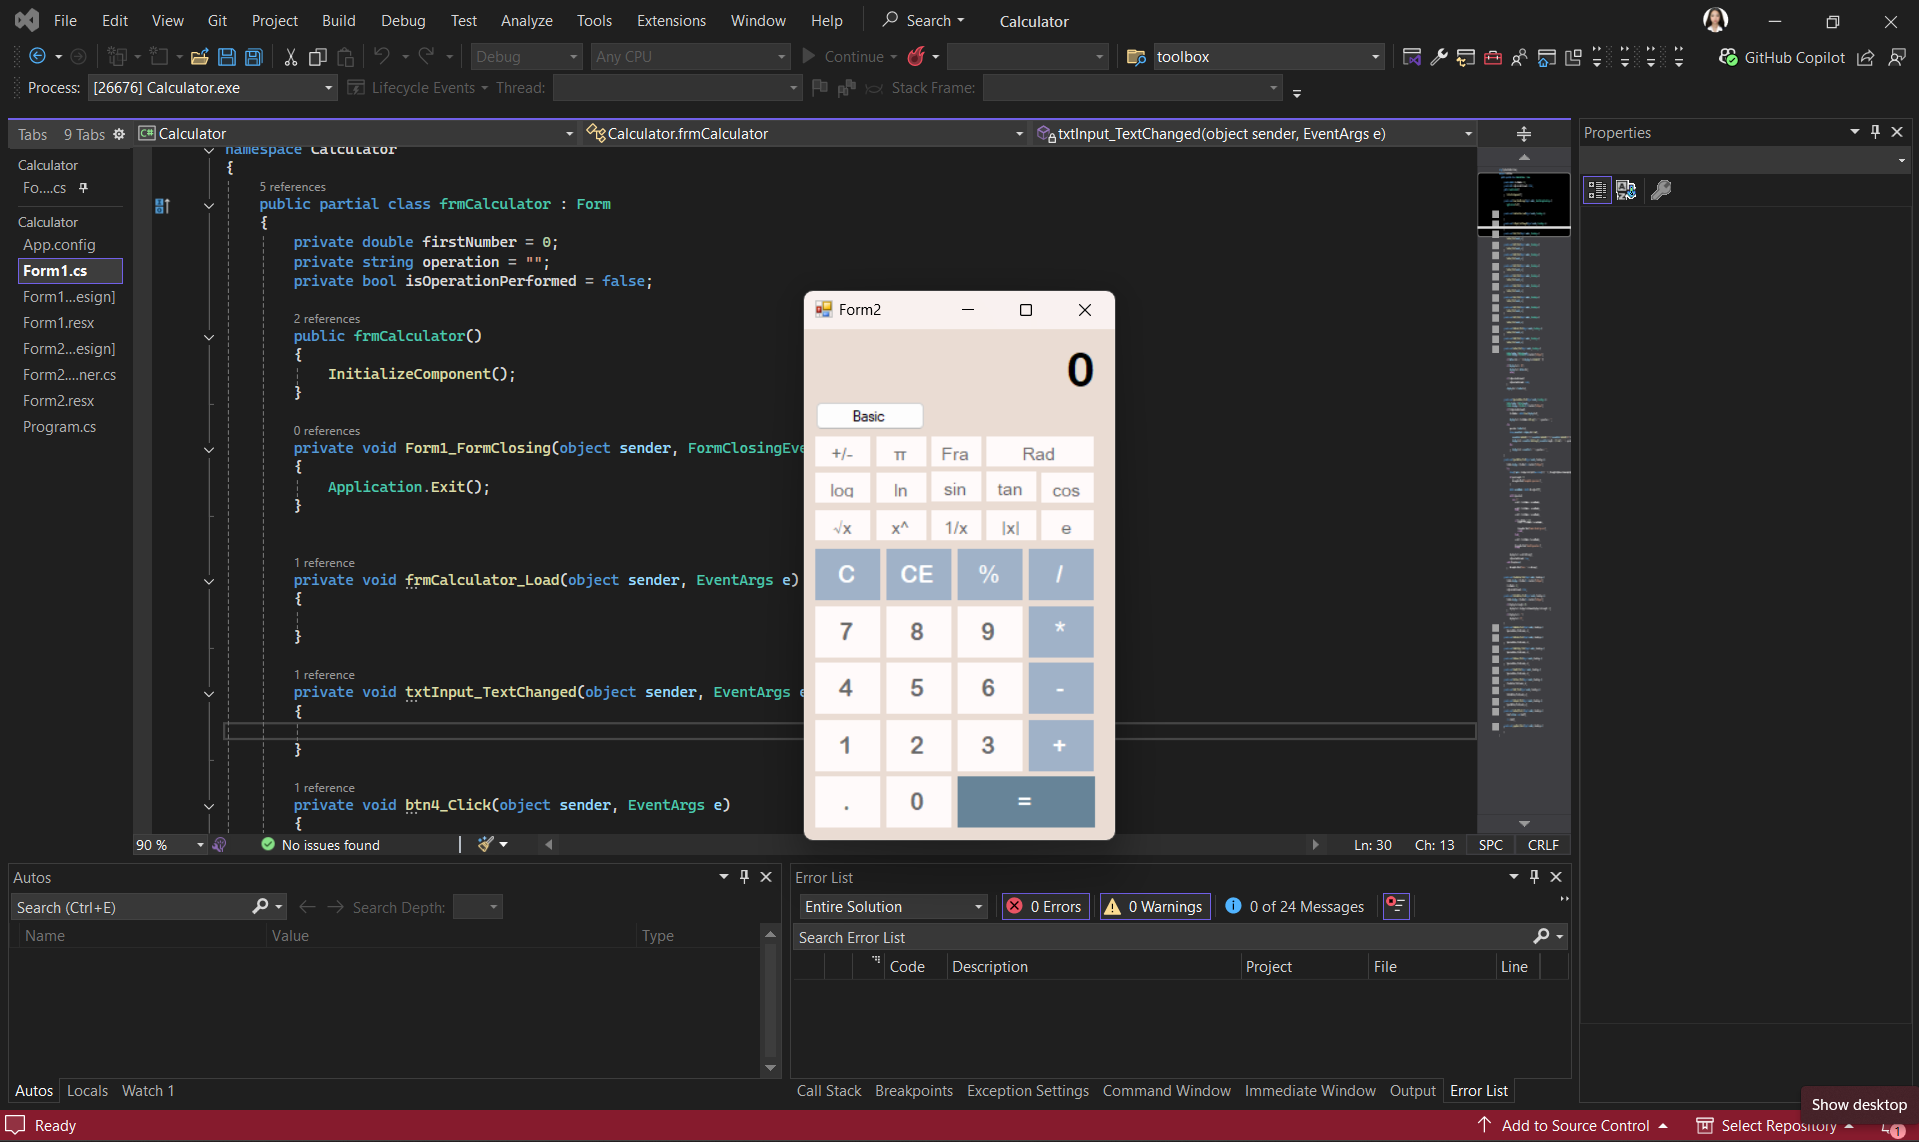 File Edit View Git Project Build Debug Test Analyze Tools Extensions Window Help Search Calculator
Debug Any CPU Continue toolbox GitHub Copilot
Process: [26676] Calculator.exe Lifecycle Events Thread: Stack Frame:
Tabs 9 Tabs
C# Calculator Calculator.frmCalculator txtInput_TextChanged(object sender, EventArgs e)
Calculator
Fo....cs
Calculator
App.config
Form1.cs
Form1...esign]
Form1.resx
Form2...esign]
Form2....ner.cs
Form2.resx
Program.cs
namespace Calculator
{
5 references
public partial class frmCalculator : Form
{
private double firstNumber = 0;
private string operation = "";
private bool isOperationPerformed = false;
2 references
public frmCalculator()
{
InitializeComponent();
}
0 references
private void Form1_FormClosing(object sender, FormClosingEve
{
Application.Exit();
}
1 reference
private void frmCalculator_Load(object sender, EventArgs e)
{
}
1 reference
private void txtInput_TextChanged(object sender, EventArgs e
{
}
1 reference
private void btn4_Click(object sender, EventArgs e)
{
90 % No issues found Ln: 30 Ch: 13 SPC CRLF
Form2
0
Basic
+/- π Fra Rad
log ln sin tan cos
√x x^ 1/x |x| e
C CE % /
7 8 9 *
4 5 6 -
1 2 3 +
. 0 =
Properties
Autos
Search (Ctrl+E) Search Depth:
Name Value Type
Autos Locals Watch 1
Error List
Entire Solution 0 Errors 0 Warnings 0 of 24 Messages
Search Error List
Code Description Project File Line
Call Stack Breakpoints Exception Settings Command Window Immediate Window Output Error List
Show desktop
Ready Add to Source Control Select Repository 1